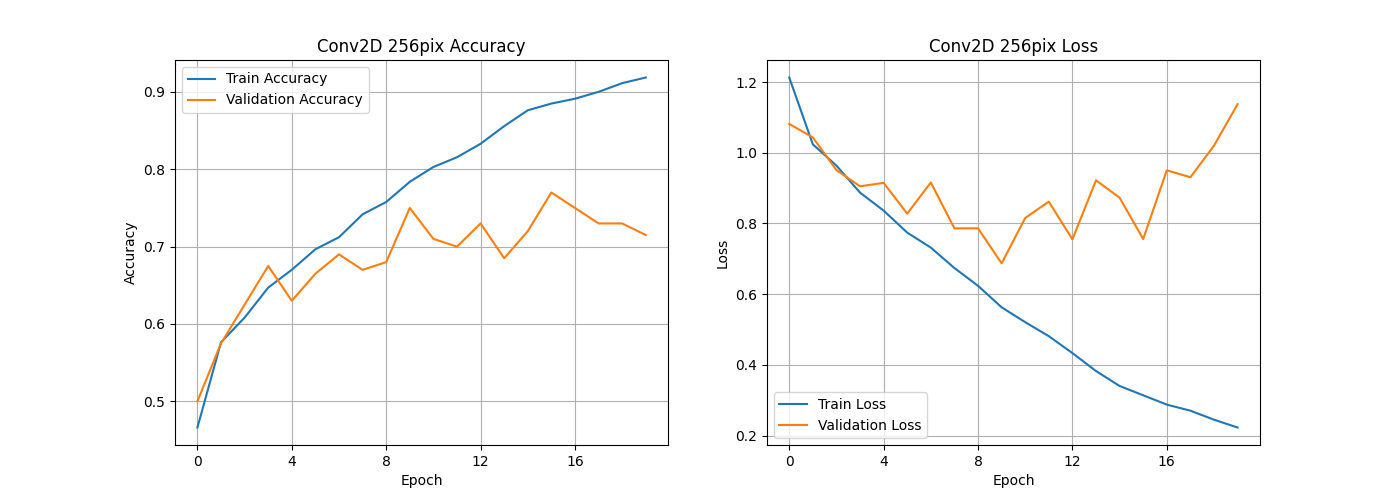 Conv2D 256pix Accuracy
Train Accuracy
Validation Accuracy
0.9
0.8
0.7
0.6
0.5
Accuracy
0
4
8
12
16
Epoch
Conv2D 256pix Loss
1.2
1.0
0.8
0.6
0.4
0.2
Loss
Train Loss
Validation Loss
0
4
8
12
16
Epoch